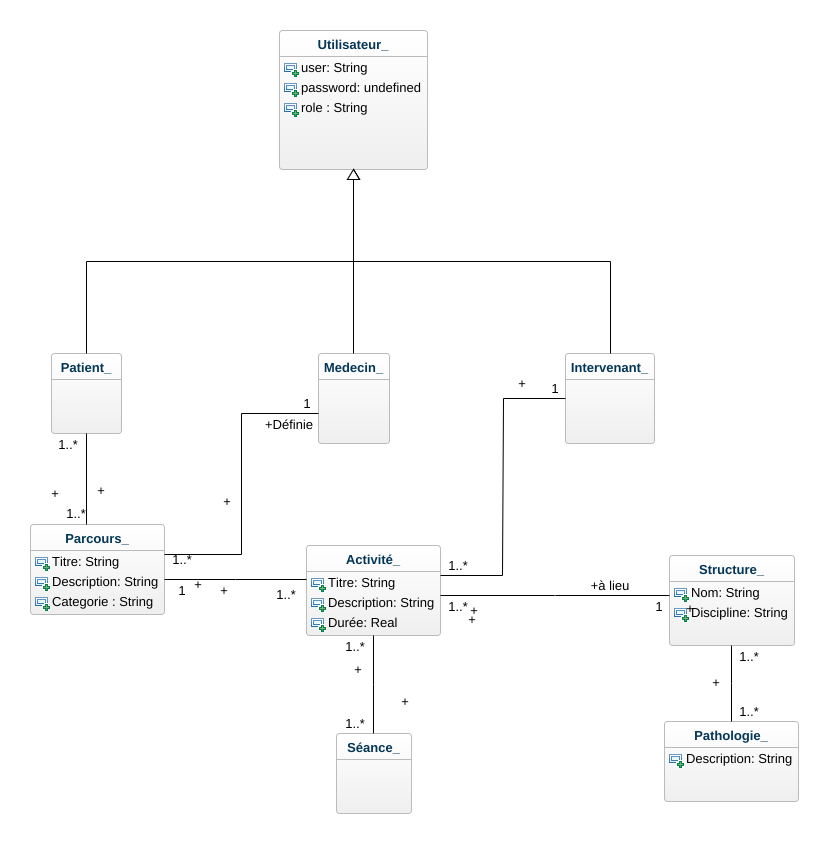 Utilisateur_
user: String
password: undefined
role : String
Patient_
Medecin_
Intervenant_
+ 1
1
+Définie
1..*
+ +
+
1..*
Parcours_
Titre: String
Description: String
Categorie : String
1..*
1 + + 1..*
Activité_
Titre: String
Description: String
Durée: Real
1..*
1..* +
+
+à lieu
1 +
Structure_
Nom: String
Discipline: String
1..*
+
+
1..*
Séance_
1..*
+
1..*
Pathologie_
Description: String